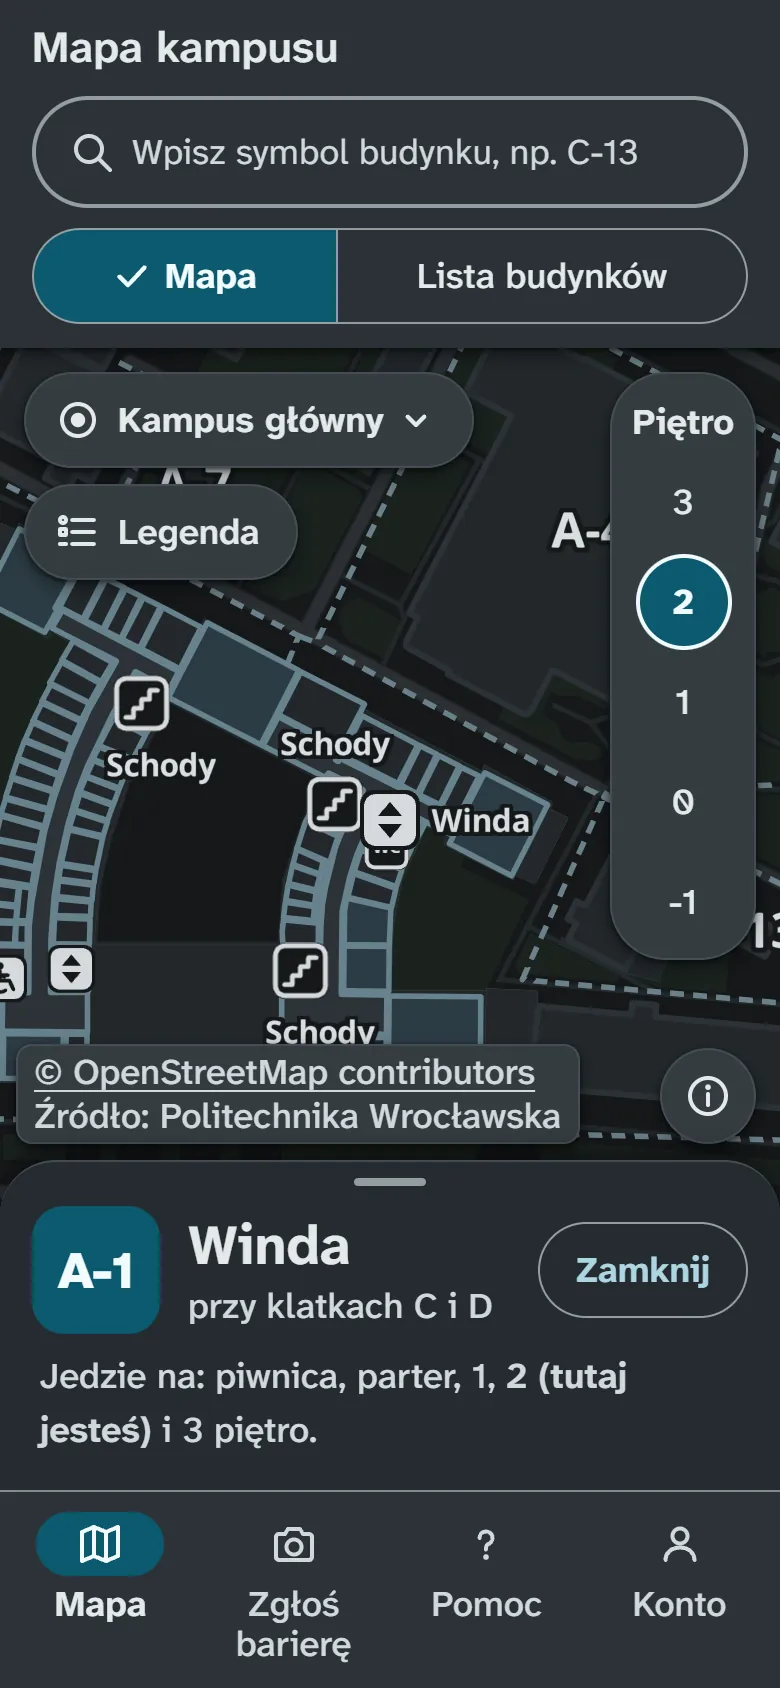 Mapa kampusu
Wpisz symbol budynku, np. C-13
Mapa
Lista budynków
Kampus główny
Piętro
3
Legenda
2
1
Schody
Schody
Winda
0
-1
Schody
© OpenStreetMap contributors
Źródło: Politechnika Wrocławska
A-1
Winda
przy klatkach C i D
Zamknij
Jedzie na: piwnica, parter, 1, 2 (tutaj
jesteś) i 3 piętro.
Mapa
Zgłoś
barierę
Pomoc
Konto